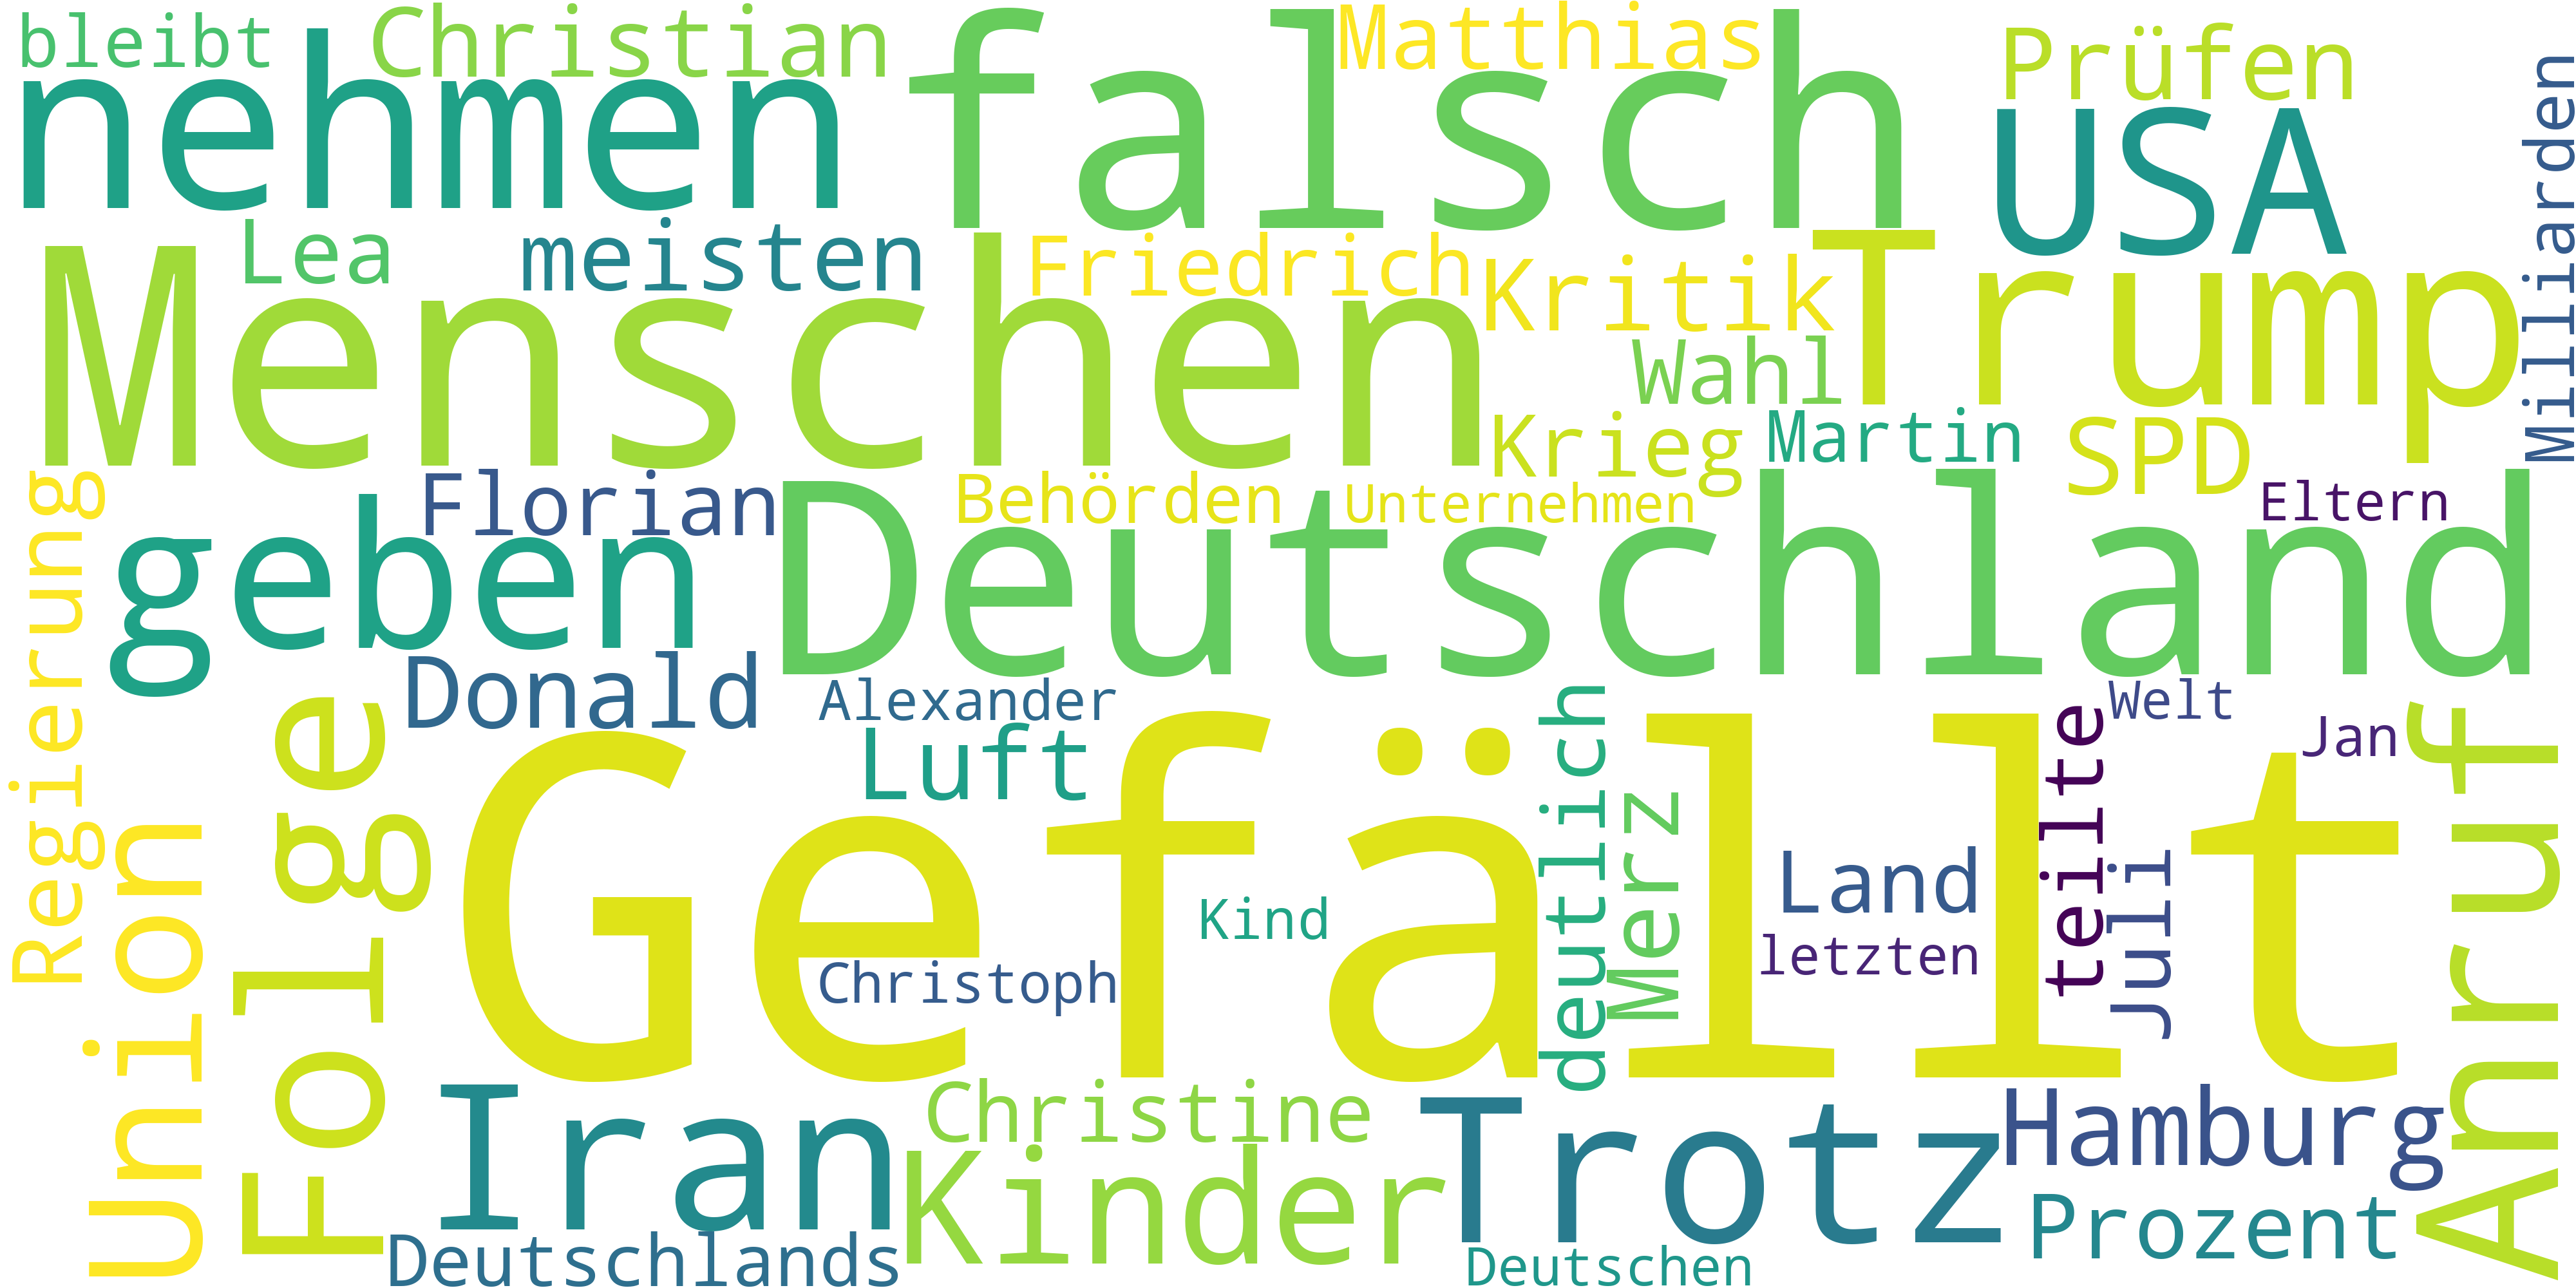 bleibt
Christian
Matthias
Prüfen
nehmen
falsch
USA
Milliarden
Lea
meisten
Friedrich
Kritik
Trump
Menschen
Wahl
Krieg
Martin
SPD
Regierung
Florian
Behörden
Unternehmen
Eltern
geben
Deutschland
Donald
Alexander
Luft
deutlich
Merz
teilte
Welt
Jan
Juli
Anruf
Union
Folge
Gefällt
Kind
Land
letzten
Christoph
Iran
Christine
Kinder
Trotz
Hamburg
Prozent
Deutschlands
Deutschen